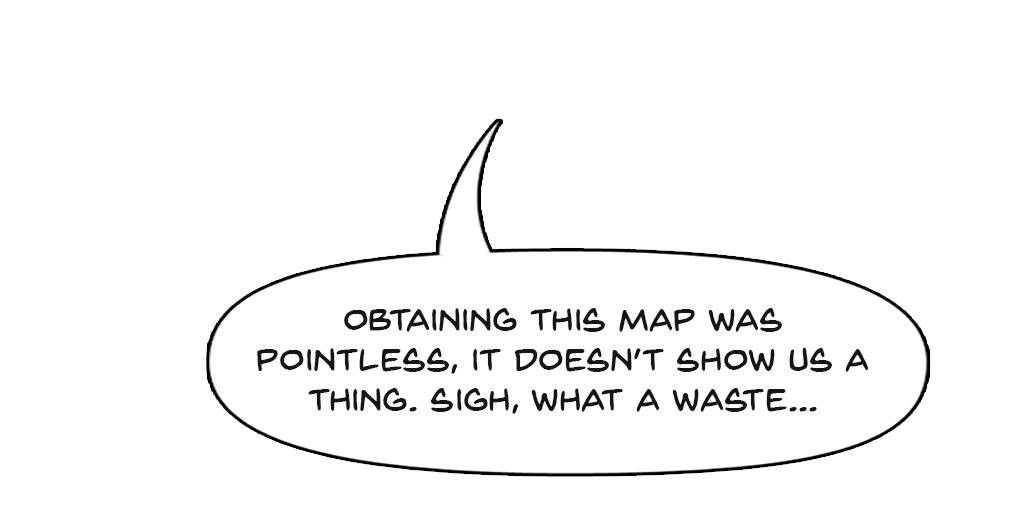 OBTAINING THIS MAP WAS
POINTLESS, IT DOESN'T SHOW US A
THING. SIGH, WHAT A WASTE...